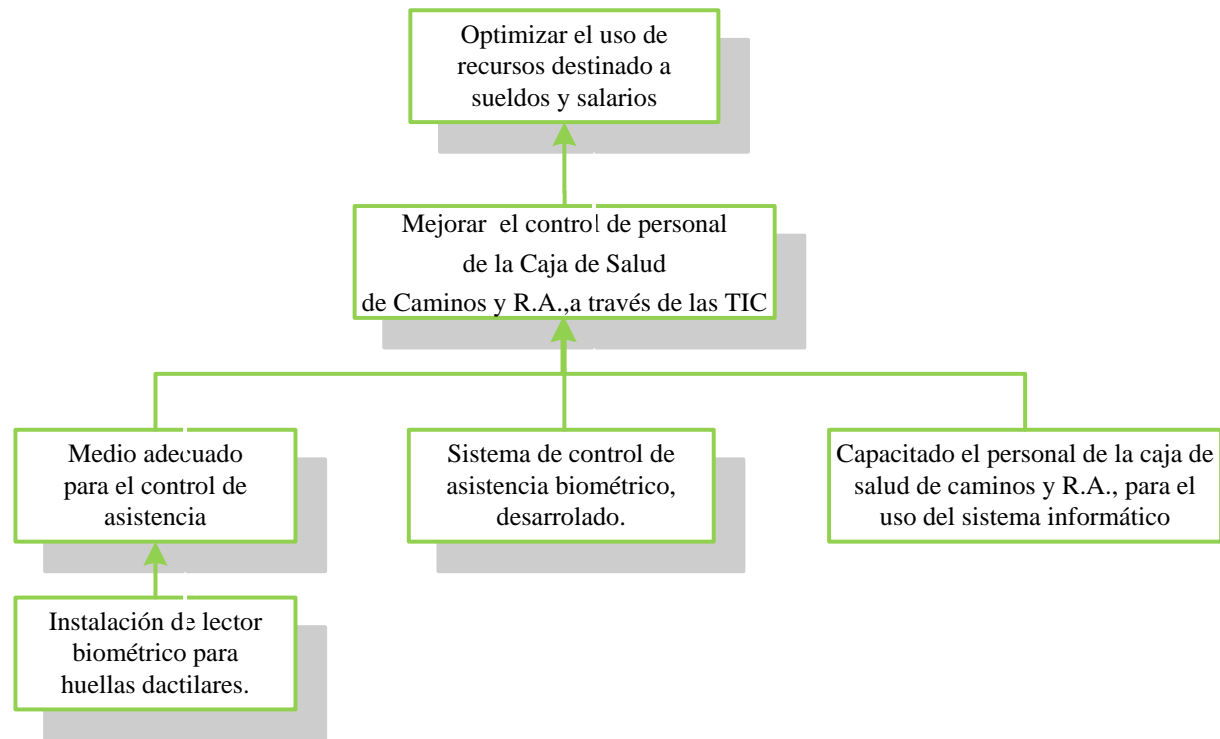 Optimizar el uso de
recursos destinado a
sueldos y salarios
Mejorar el control de personal
de la Caja de Salud
de Caminos y R.A.,a través de las TIC
Medio adecuado
para el control de
asistencia
Sistema de control de
asistencia biométrico,
desarrolado.
Capacitado el personal de la caja de
salud de caminos y R.A., para el
uso del sistema informático
Instalación de lector
biométrico para
huellas dactilares.